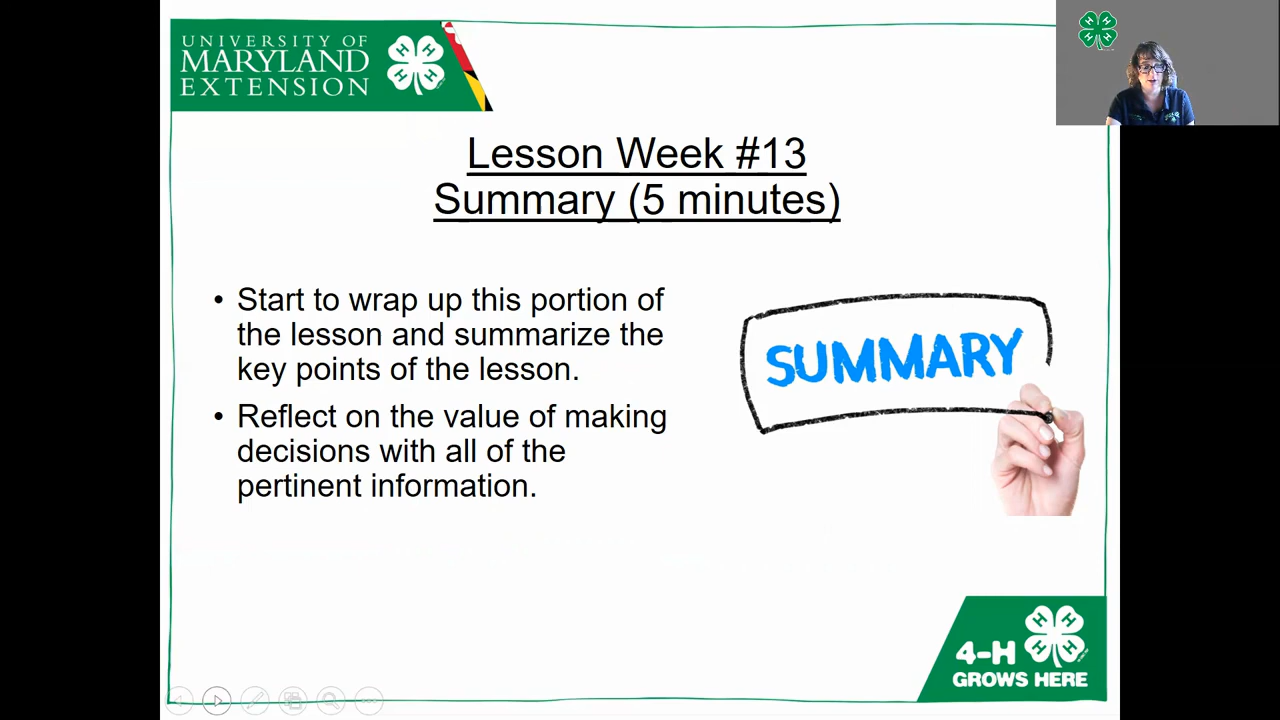 UNIVERSITY OF
MARYLAND
EXTENSION
Lesson Week #13
Summary (5 minutes)
• Start to wrap up this portion of
the lesson and summarize the
key points of the lesson.
• Reflect on the value of making
decisions with all of the
pertinent information.
SUMMARY
4-H
GROWS HERE